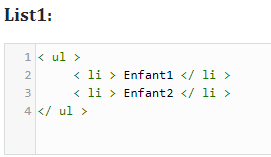 List1:
1 < ul >
2 < li > Enfant1 </ li >
3 < li > Enfant2 </ li >
4 </ ul >